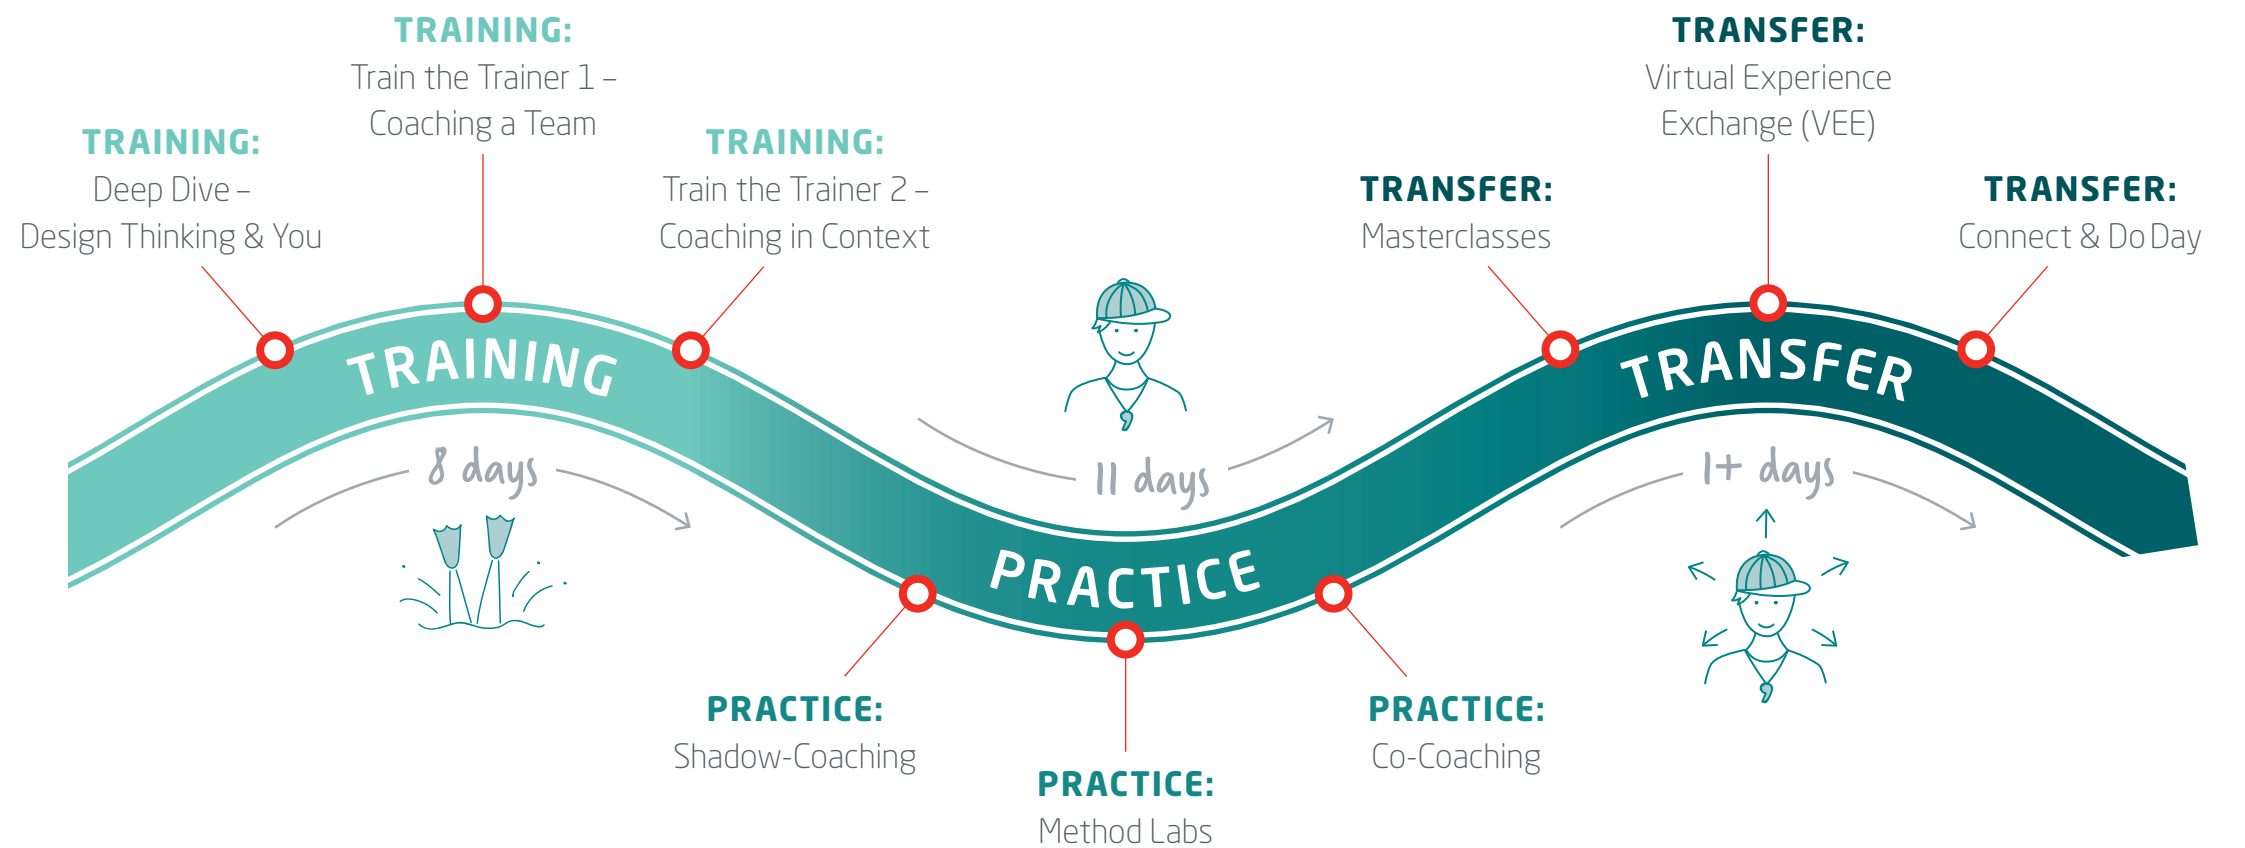 TRAINING:
Deep Dive –
Design Thinking & You
TRAINING:
Train the Trainer 1 –
Coaching a Team
TRAINING:
Train the Trainer 2 –
Coaching in Context
TRANSFER:
Masterclasses
TRANSFER:
Virtual Experience
Exchange (VEE)
TRANSFER:
Connect & Do Day
TRAINING
8 days
11 days
PRACTICE
TRANSFER
1+ days
PRACTICE:
Shadow-Coaching
PRACTICE:
Method Labs
PRACTICE:
Co-Coaching